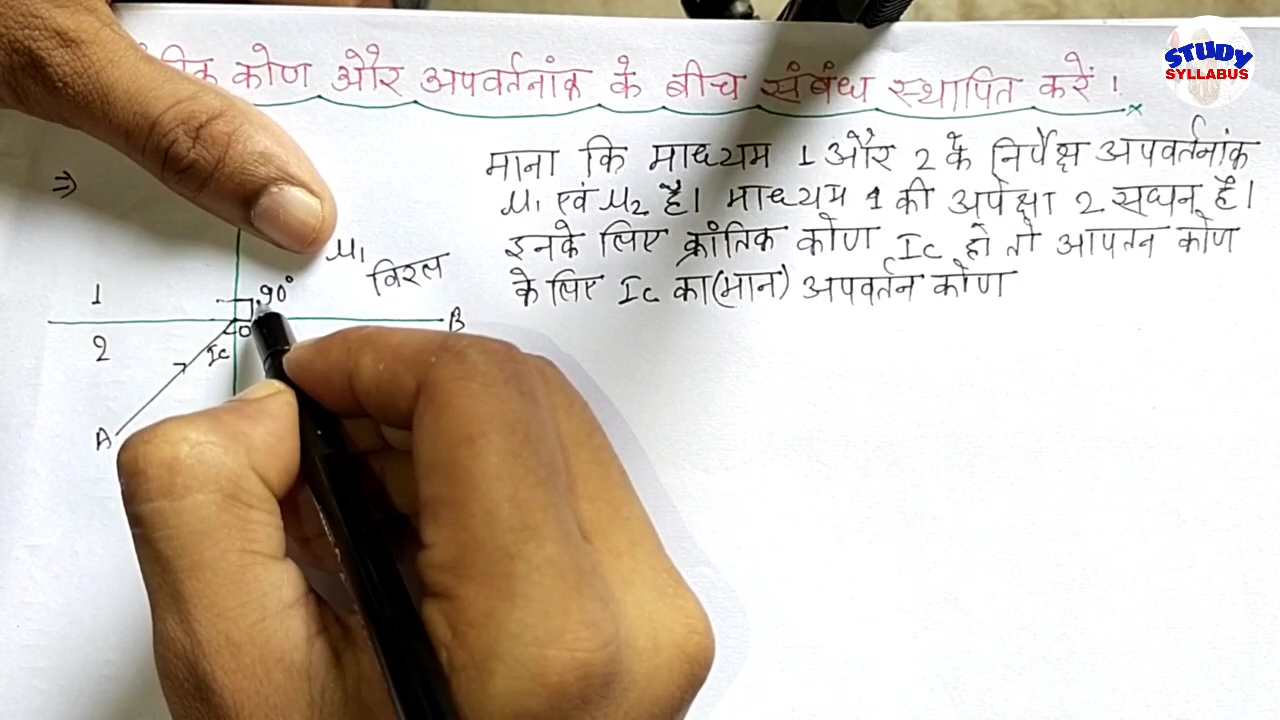 कोण और अपवर्तनांक के बीच संबंध स्थापित करें।
STUDY
SYLLABUS
माना कि माध्यम 1 और 2 के निर्पेक्ष अपवर्तनांक
μ1 एवं μ2 है। माध्यम 1 की अपेक्षा 2 सघन है।
इनके लिए क्रांतिक कोण Ic हो तो आपतन कोण
के लिए Ic का(मान) अपवर्तन कोण
⇒
μ1
विरल
1
90°
B
2
O
Ic
A